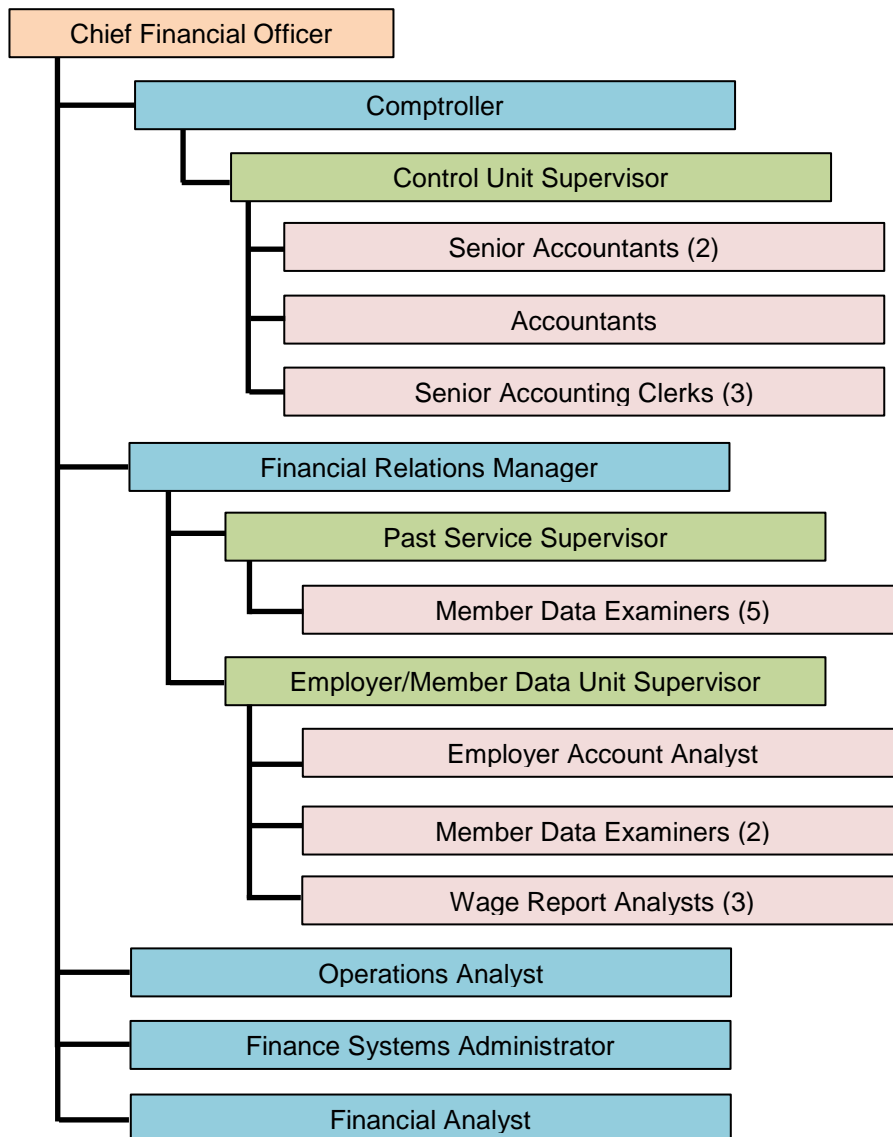 Chief Financial Officer
Comptroller
Control Unit Supervisor
Senior Accountants (2)
Accountants
Senior Accounting Clerks (3)
Financial Relations Manager
Past Service Supervisor
Member Data Examiners (5)
Employer/Member Data Unit Supervisor
Employer Account Analyst
Member Data Examiners (2)
Wage Report Analysts (3)
Operations Analyst
Finance Systems Administrator
Financial Analyst